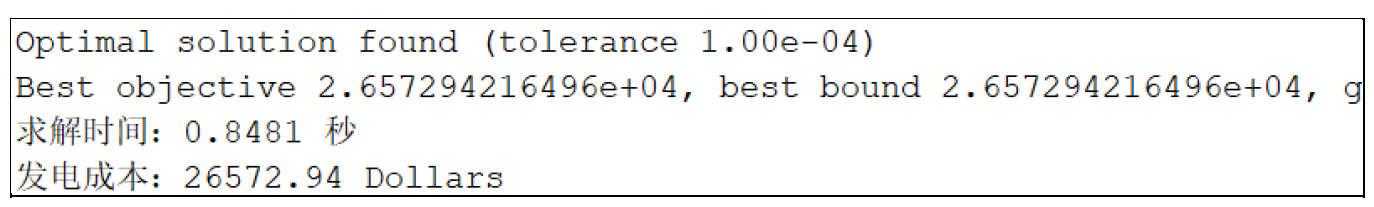 Optimal solution found (tolerance 1.00e-04)
Best objective 2.657294216496e+04, best bound 2.657294216496e+04, g
求解时间：0.8481 秒
发电成本：26572.94 Dollars